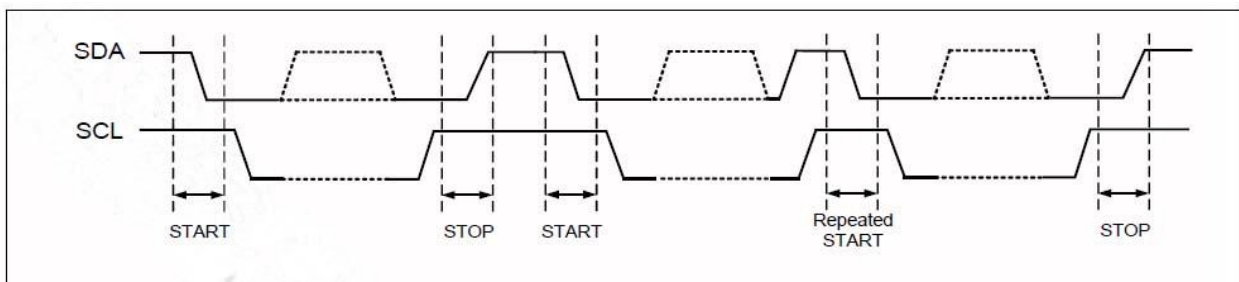 SDA
SCL
START
STOP
START
Repeated
START
STOP